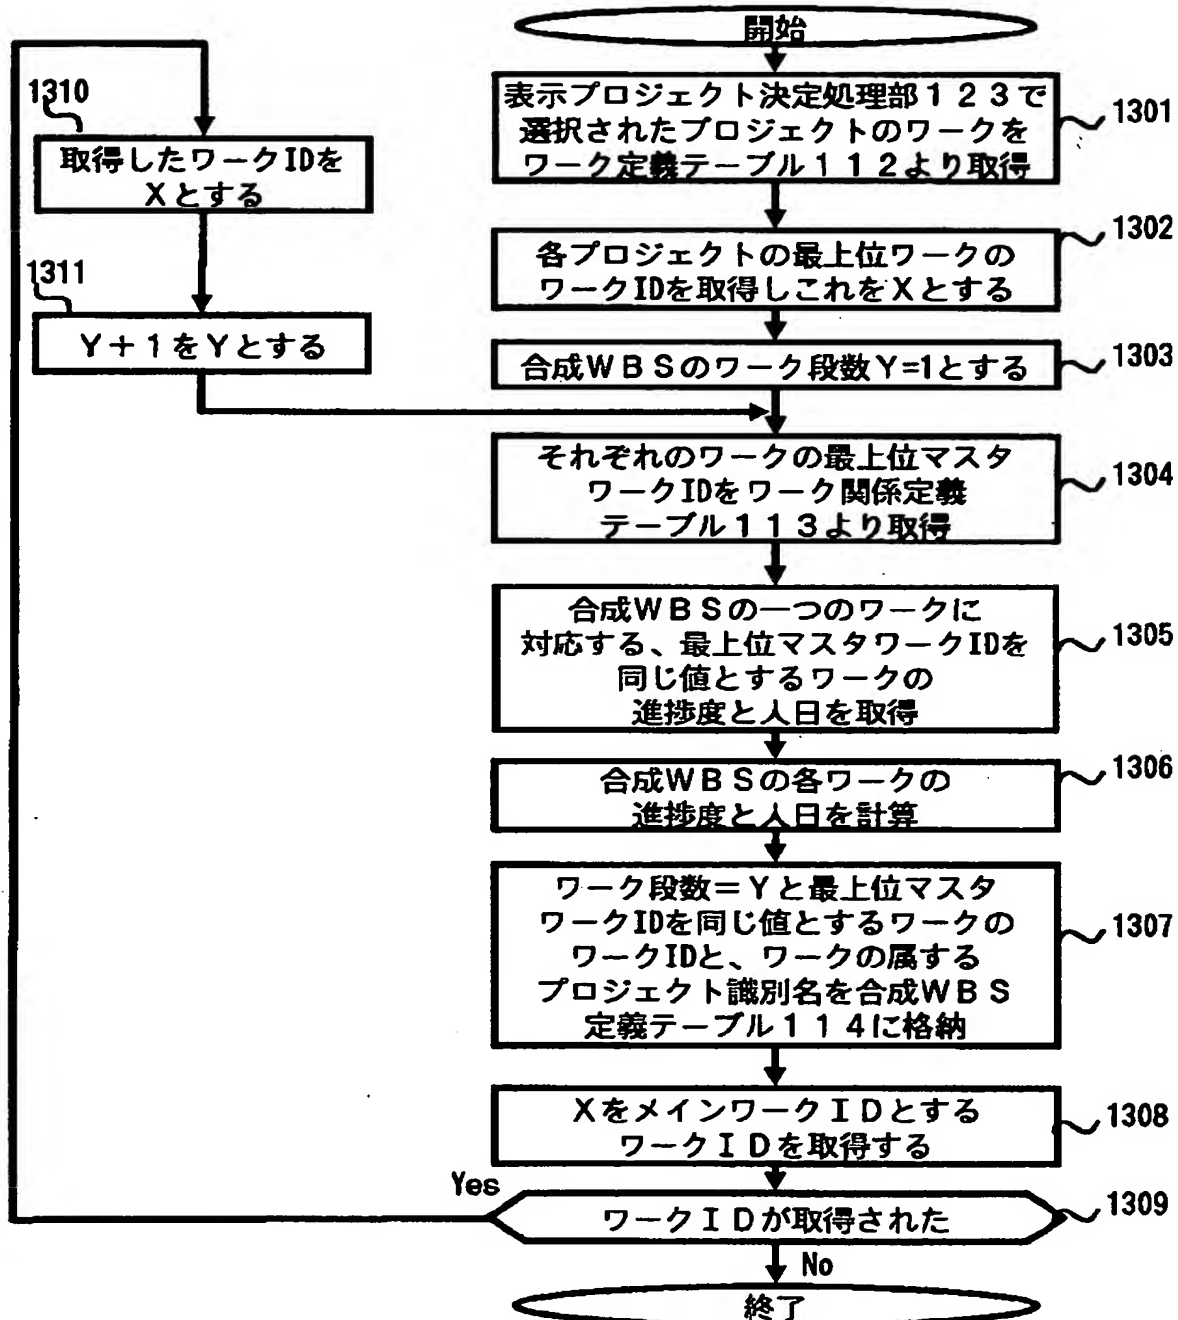 開始
表示プロジェクト決定処理部123で
選択されたプロジェクトのワークを
ワーク定義テーブル112より取得
1301
各プロジェクトの最上位ワークの
ワークIDを取得しこれをXとする
1302
合成WBSのワーク段数Y=1とする
1303
それぞれのワークの最上位マスタ
ワークIDをワーク関係定義
テーブル113より取得
1304
合成WBSの一つのワークに
対応する、最上位マスタワークIDを
同じ値とするワークの
進捗度と人日を取得
1305
合成WBSの各ワークの
進捗度と人日を計算
1306
ワーク段数=Yと最上位マスタ
ワークIDを同じ値とするワークの
ワークIDと、ワークの属する
プロジェクト識別名を合成WBS
定義テーブル114に格納
1307
XをメインワークIDとする
ワークIDを取得する
1308
Yes
ワークIDが取得された
1309
No
終了
1310
取得したワークIDを
Xとする
1311
Y+1をYとする